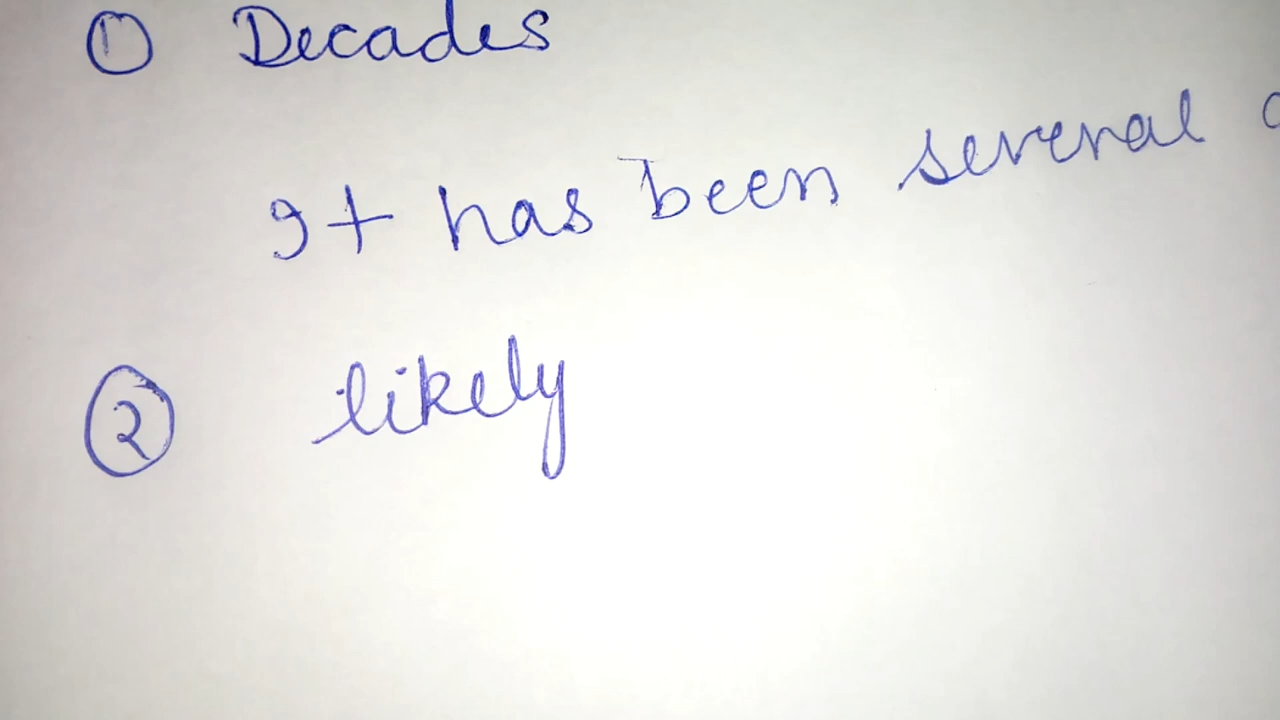 ① Decades
It has been several
② likely